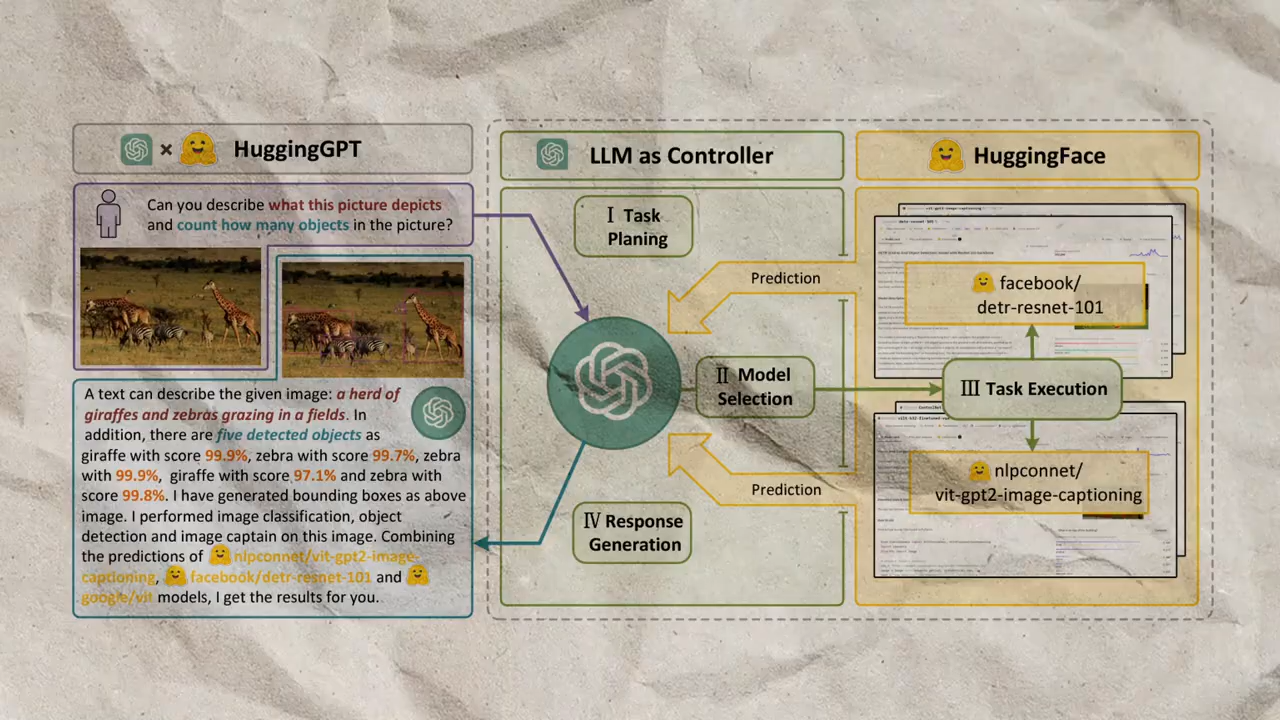 × HuggingGPT
Can you describe what this picture depicts
and count how many objects in the picture?
A text can describe the given image: a herd of
giraffes and zebras grazing in a fields. In
addition, there are five detected objects as
giraffe with score 99.9%, zebra with score 99.7%, zebra
with 99.9%, giraffe with score 97.1% and zebra with
score 99.8%. I have generated bounding boxes as above
image. I performed image classification, object
detection and image captain on this image. Combining
the predictions of nlpconnet/vit-gpt2-image-
captioning, facebook/detr-resnet-101 and
google/vit models, I get the results for you.
LLM as Controller
Ⅰ Task
Planing
Prediction
Ⅱ Model
Selection
Prediction
Ⅳ Response
Generation
HuggingFace
facebook/
detr-resnet-101
Ⅲ Task Execution
nlpconnet/
vit-gpt2-image-captioning